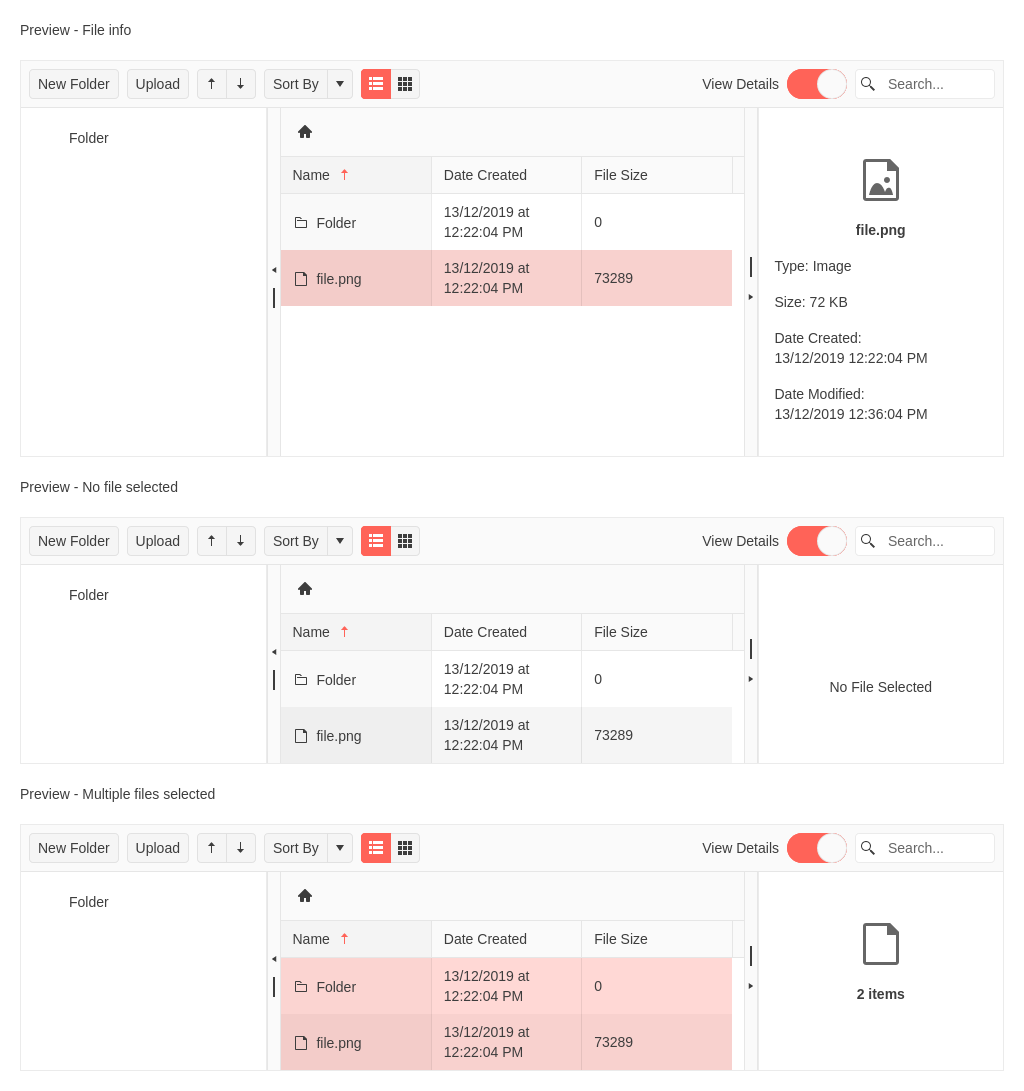 Preview - File info
New Folder Upload Sort By View Details Search...
Folder
Name Date Created File Size
Folder 13/12/2019 at 12:22:04 PM 0
file.png 13/12/2019 at 12:22:04 PM 73289
file.png
Type: Image
Size: 72 KB
Date Created:
13/12/2019 12:22:04 PM
Date Modified:
13/12/2019 12:36:04 PM
Preview - No file selected
New Folder Upload Sort By View Details Search...
Folder
Name Date Created File Size
Folder 13/12/2019 at 12:22:04 PM 0
file.png 13/12/2019 at 12:22:04 PM 73289
No File Selected
Preview - Multiple files selected
New Folder Upload Sort By View Details Search...
Folder
Name Date Created File Size
Folder 13/12/2019 at 12:22:04 PM 0
file.png 13/12/2019 at 12:22:04 PM 73289
2 items